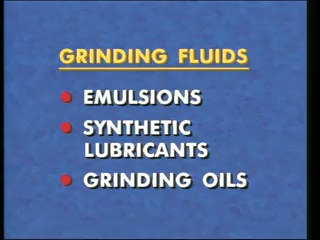 GRINDING FLUIDS
• EMULSIONS
• SYNTHETIC
LUBRICANTS
• GRINDING OILS